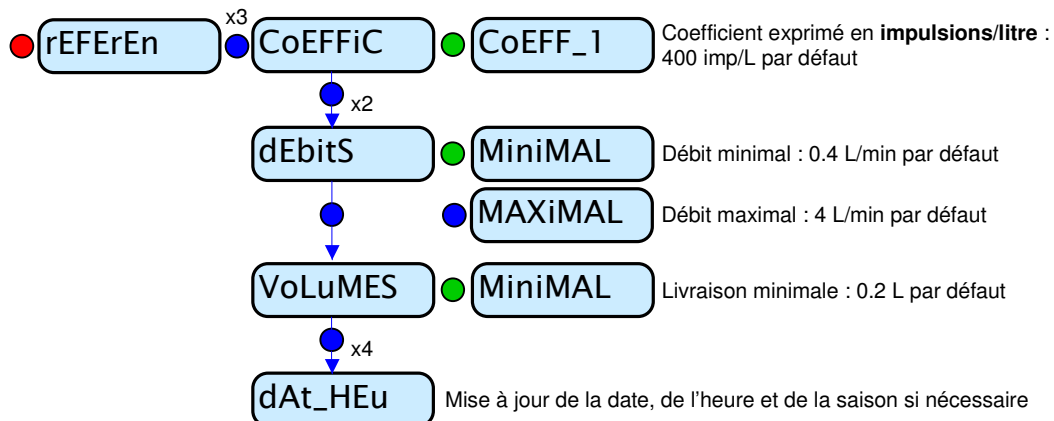 x3
rEFErEn
CoEFFiC
CoEFF_1
Coefficient exprimé en impulsions/litre :
400 imp/L par défaut
x2
dEbitS
MiniMAL
Débit minimal : 0.4 L/min par défaut
MAXiMAL
Débit maximal : 4 L/min par défaut
VoLuMES
MiniMAL
Livraison minimale : 0.2 L par défaut
x4
dAt_HEu
Mise à jour de la date, de l'heure et de la saison si nécessaire